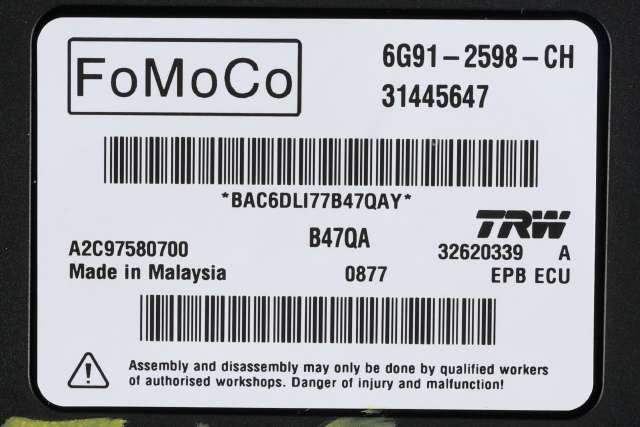 FoMoCo
6G91-2598-CH
31445647
*BAC6DLI77B47QAY*
TRW
B47QA
A2C97580700
32620339 A
Made in Malaysia
0877
EPB ECU
Assembly and disassembly may only be done by qualified workers
of authorised workshops. Danger of injury and malfunction!